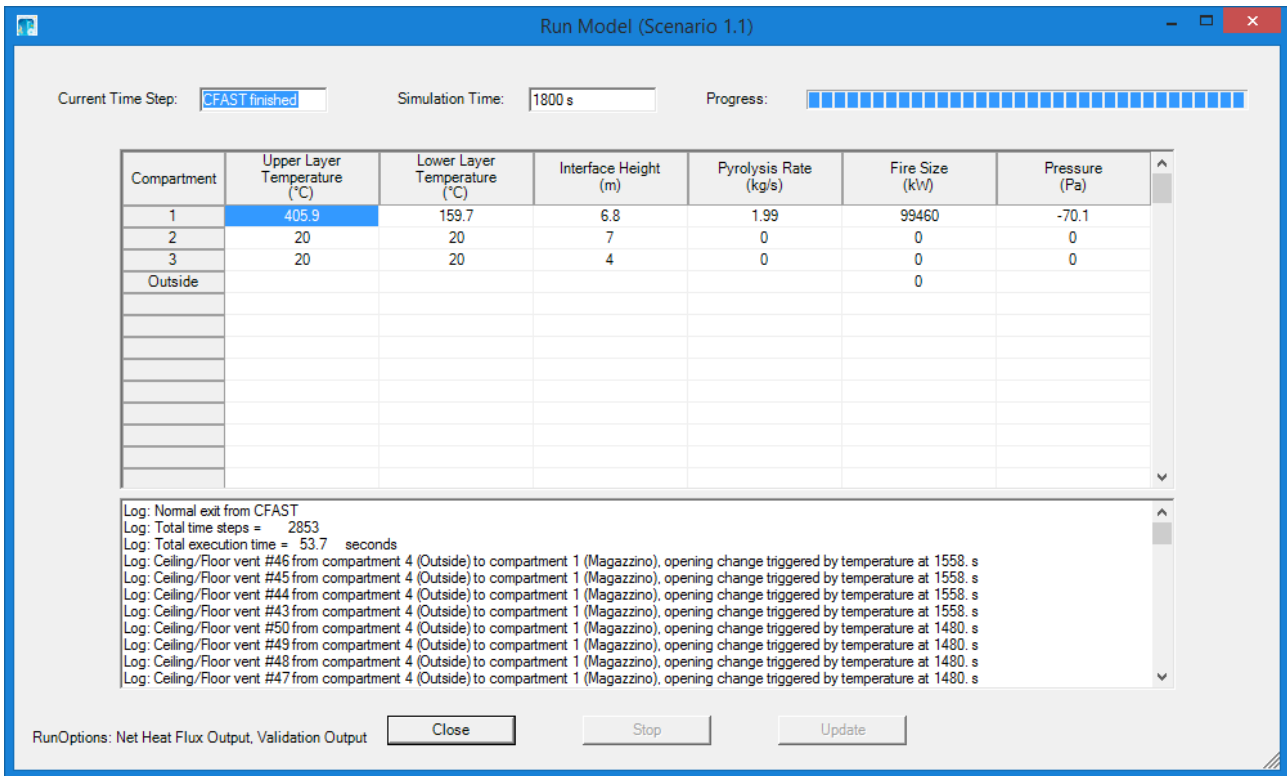 Run Model (Scenario 1.1)
Current Time Step: CFAST finished Simulation Time: 1800 s Progress:
Compartment Upper Layer Temperature (°C) Lower Layer Temperature (°C) Interface Height (m) Pyrolysis Rate (kg/s) Fire Size (kW) Pressure (Pa)
1 405.9 159.7 6.8 1.99 99460 -70.1
2 20 20 7 0 0 0
3 20 20 4 0 0 0
Outside 0
Log: Normal exit from CFAST
Log: Total time steps = 2853
Log: Total execution time = 53.7 seconds
Log: Ceiling/Floor vent #46 from compartment 4 (Outside) to compartment 1 (Magazzino), opening change triggered by temperature at 1558. s
Log: Ceiling/Floor vent #45 from compartment 4 (Outside) to compartment 1 (Magazzino), opening change triggered by temperature at 1558. s
Log: Ceiling/Floor vent #44 from compartment 4 (Outside) to compartment 1 (Magazzino), opening change triggered by temperature at 1558. s
Log: Ceiling/Floor vent #43 from compartment 4 (Outside) to compartment 1 (Magazzino), opening change triggered by temperature at 1558. s
Log: Ceiling/Floor vent #50 from compartment 4 (Outside) to compartment 1 (Magazzino), opening change triggered by temperature at 1480. s
Log: Ceiling/Floor vent #49 from compartment 4 (Outside) to compartment 1 (Magazzino), opening change triggered by temperature at 1480. s
Log: Ceiling/Floor vent #48 from compartment 4 (Outside) to compartment 1 (Magazzino), opening change triggered by temperature at 1480. s
Log: Ceiling/Floor vent #47 from compartment 4 (Outside) to compartment 1 (Magazzino), opening change triggered by temperature at 1480. s
RunOptions: Net Heat Flux Output, Validation Output Close Stop Update